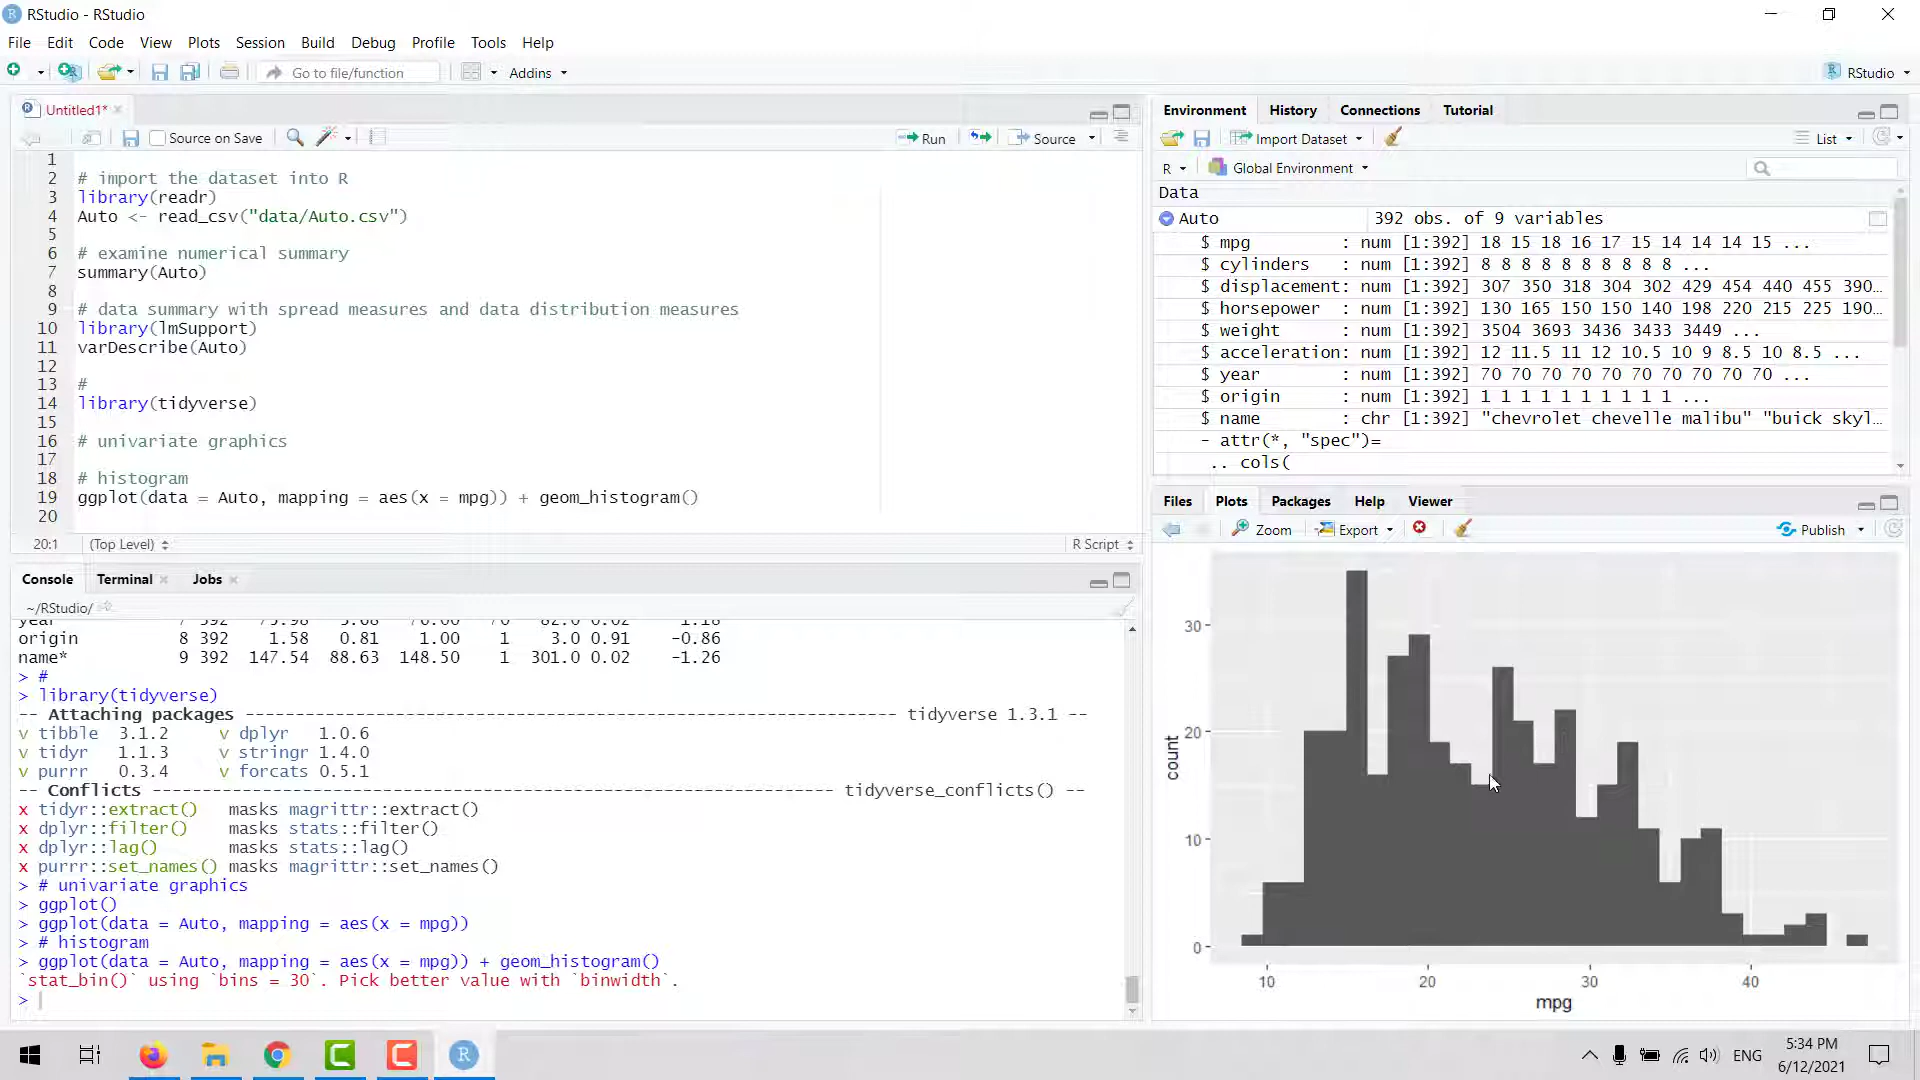 RStudio - RStudio
File Edit Code View Plots Session Build Debug Profile Tools Help
Go to file/function Addins RStudio
Untitled1*
Source on Save Run Source
1
2 # import the dataset into R
3 library(readr)
4 Auto <- read_csv("data/Auto.csv")
5
6 # examine numerical summary
7 summary(Auto)
8
9 # data summary with spread measures and data distribution measures
10 library(lmSupport)
11 varDescribe(Auto)
12
13 #
14 library(tidyverse)
15
16 # univariate graphics
17
18 # histogram
19 ggplot(data = Auto, mapping = aes(x = mpg)) + geom_histogram()
20
20:1 (Top Level) R Script
Console Terminal Jobs
~/RStudio/
origin 8 392 1.58 0.81 1.00 1 3.0 0.91 -0.86
name* 9 392 147.54 88.63 148.50 1 301.0 0.02 -1.26
> #
> library(tidyverse)
-- Attaching packages ------------------------------------------------------------------ tidyverse 1.3.1 --
v tibble 3.1.2 v dplyr 1.0.6
v tidyr 1.1.3 v stringr 1.4.0
v purrr 0.3.4 v forcats 0.5.1
-- Conflicts --------------------------------------------------------------------- tidyverse_conflicts() --
x tidyr::extract() masks magrittr::extract()
x dplyr::filter() masks stats::filter()
x dplyr::lag() masks stats::lag()
x purrr::set_names() masks magrittr::set_names()
> # univariate graphics
> ggplot()
> ggplot(data = Auto, mapping = aes(x = mpg))
> # histogram
> ggplot(data = Auto, mapping = aes(x = mpg)) + geom_histogram()
`stat_bin()` using `bins = 30`. Pick better value with `binwidth`.
>
Environment History Connections Tutorial
Import Dataset List
R Global Environment
Data
Auto 392 obs. of 9 variables
$ mpg : num [1:392] 18 15 18 16 17 15 14 14 14 15 ...
$ cylinders : num [1:392] 8 8 8 8 8 8 8 8 8 8 ...
$ displacement: num [1:392] 307 350 318 304 302 429 454 440 455 390...
$ horsepower : num [1:392] 130 165 150 150 140 198 220 215 225 190...
$ weight : num [1:392] 3504 3693 3436 3433 3449 ...
$ acceleration: num [1:392] 12 11.5 11 12 10.5 10 9 8.5 10 8.5 ...
$ year : num [1:392] 70 70 70 70 70 70 70 70 70 70 ...
$ origin : num [1:392] 1 1 1 1 1 1 1 1 1 1 ...
$ name : chr [1:392] "chevrolet chevelle malibu" "buick skyl...
- attr(*, "spec")=
.. cols(
Files Plots Packages Help Viewer
Zoom Export Publish
30
20
10
0
count
10 20 30 40
mpg
ENG
5:34 PM
6/12/2021